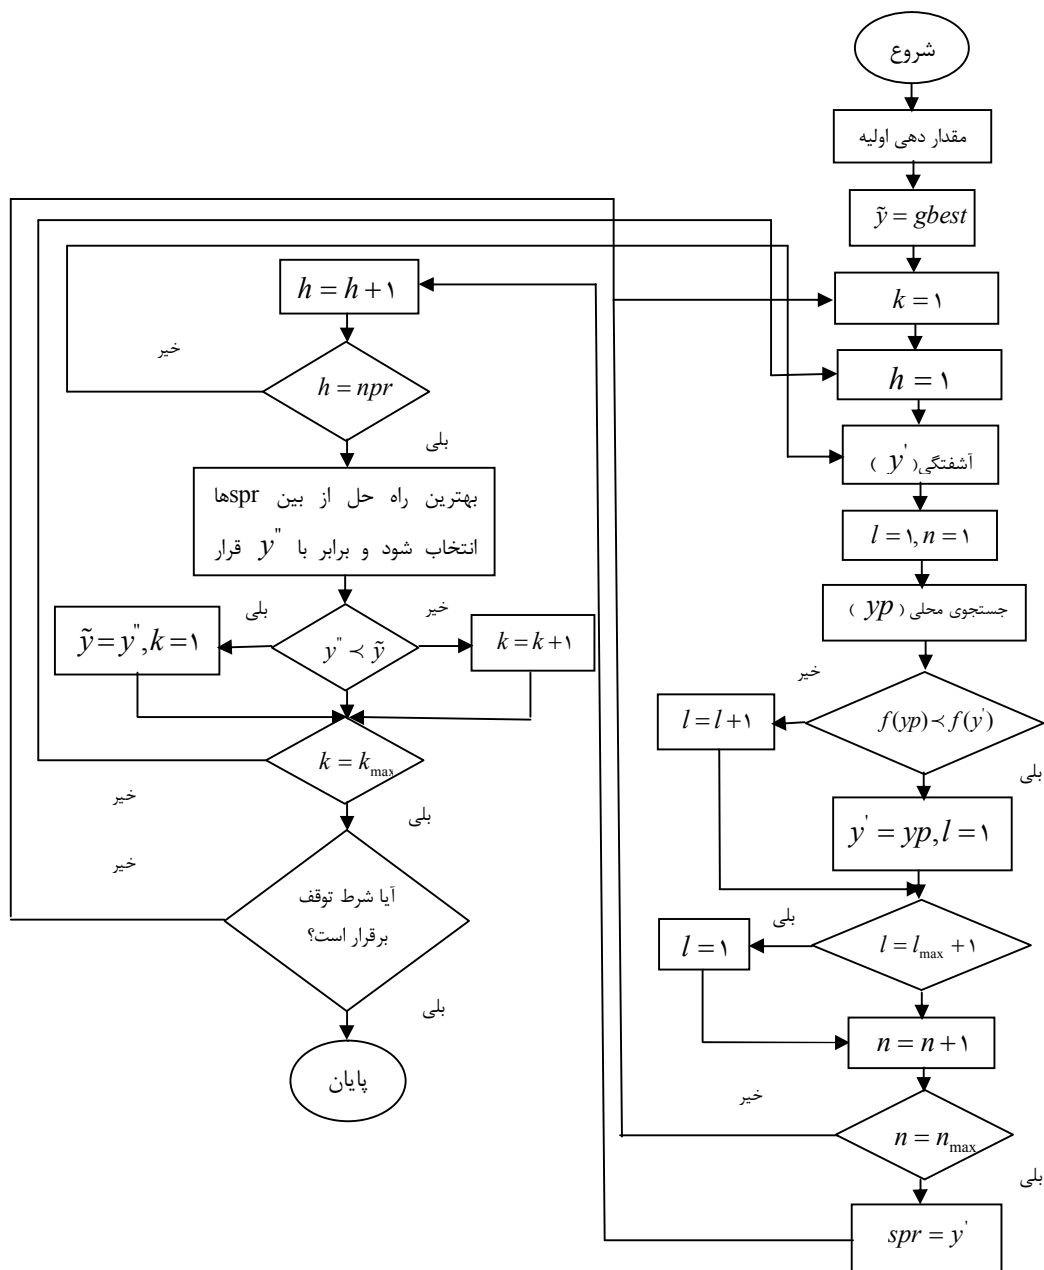 شروع
مقدار دهی اولیه
ỹ = gbest
k = ۱
h = ۱
آشفتگی( y' )
l = ۱, n = ۱
جستجوی محلی( yp )
خیر
f(yp) ≺ f(y')
l = l + ۱
بلی
y' = yp, l = ۱
بلی
l = l_max + ۱
l = ۱
n = n + ۱
خیر
n = n_max
بلی
spr = y'
h = h + ۱
خیر
h = npr
بلی
بهترین راه حل از بین sprها
انتخاب شود و برابر با y" قرار
بلی
خیر
ỹ = y", k = ۱
y" ≺ ỹ
k = k + ۱
k = k_max
خیر
بلی
خیر
آیا شرط توقف
برقرار است؟
بلی
پایان